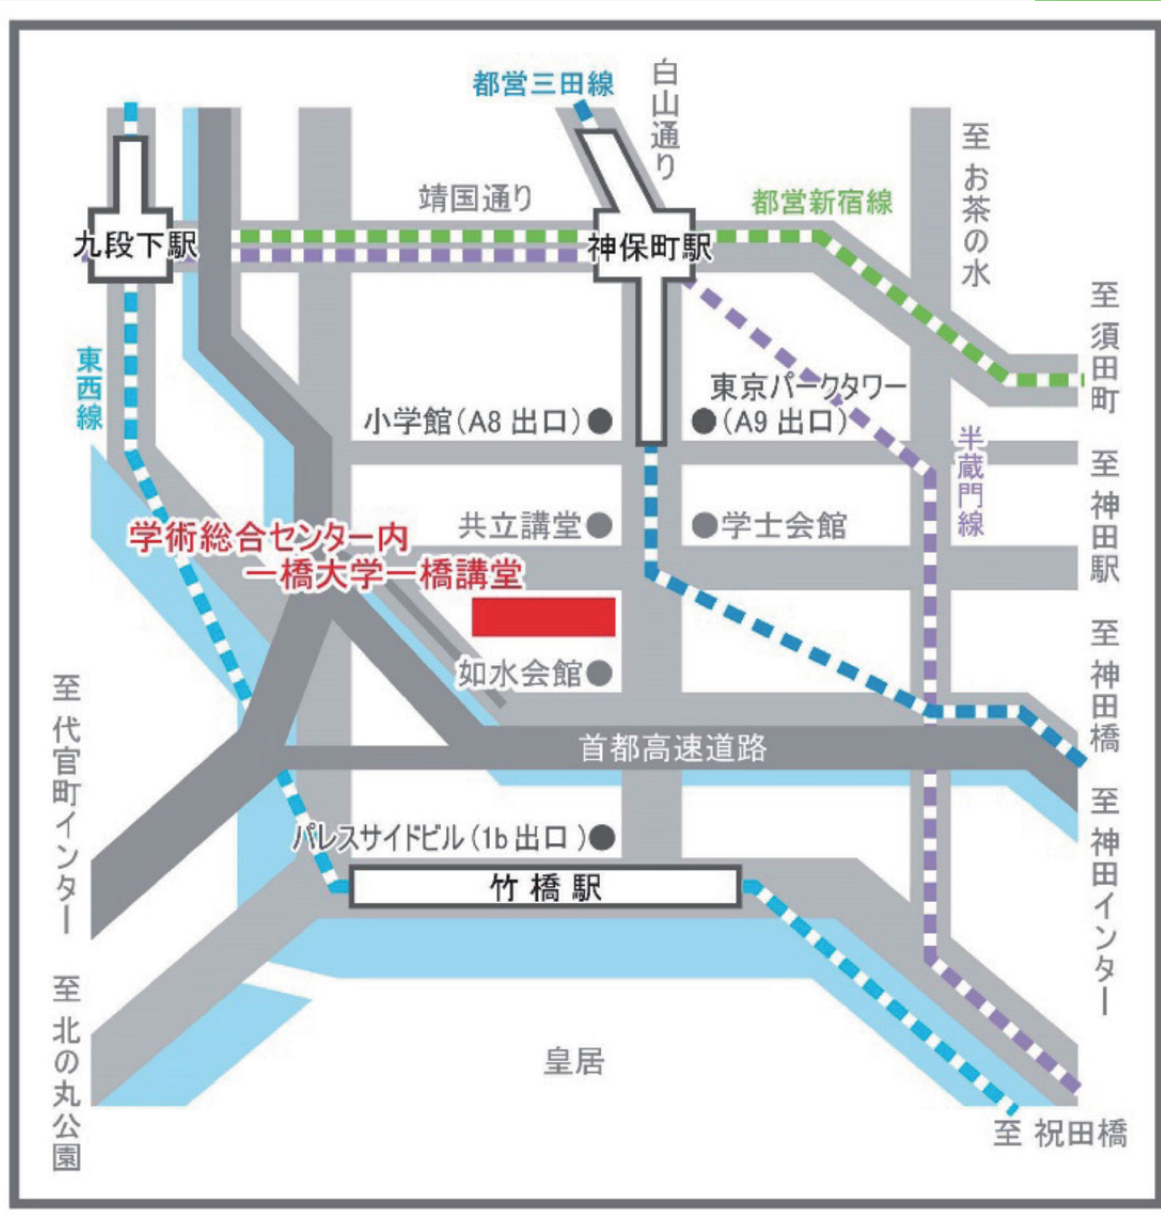 都営三田線
白山通り
至 お茶の水
靖国通り
都営新宿線
九段下駅
神保町駅
至 須田町
東西線
東京パークタワー
小学館(A8 出口)
(A9 出口)
半蔵門線
至 神田駅
学術総合センター内
一橋大学一橋講堂
共立講堂
学士会館
如水会館
至 神田橋
至 代官町インター
首都高速道路
至 神田インター
パレスサイドビル(1b 出口 )
竹橋駅
至 北の丸公園
皇居
至 祝田橋